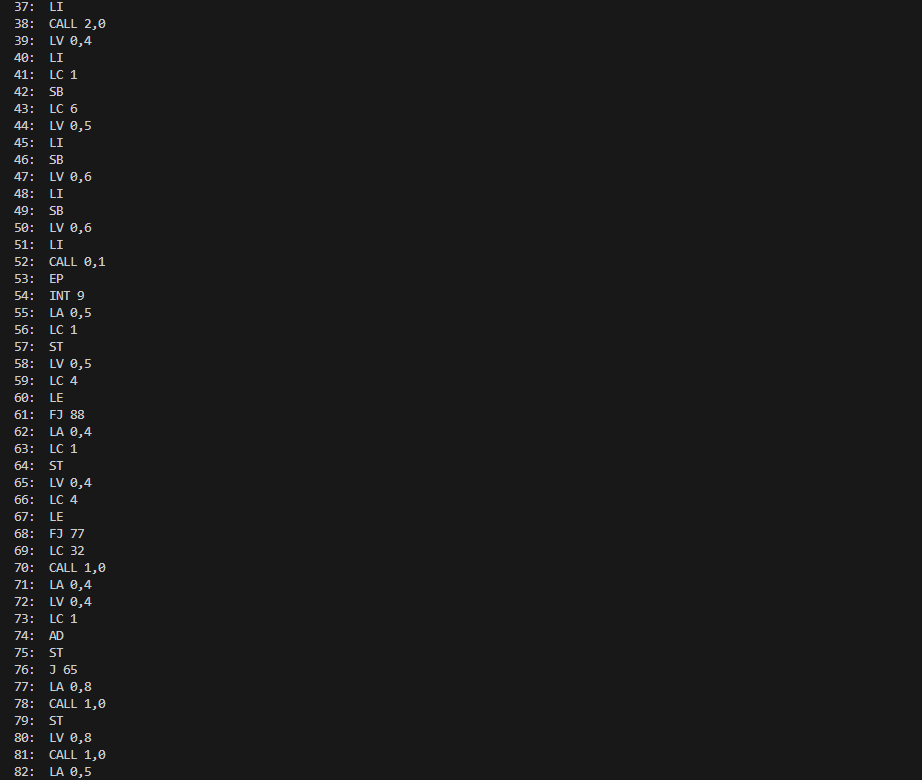 37:  LI
38:  CALL 2,0
39:  LV 0,4
40:  LI
41:  LC 1
42:  SB
43:  LC 6
44:  LV 0,5
45:  LI
46:  SB
47:  LV 0,6
48:  LI
49:  SB
50:  LV 0,6
51:  LI
52:  CALL 0,1
53:  EP
54:  INT 9
55:  LA 0,5
56:  LC 1
57:  ST
58:  LV 0,5
59:  LC 4
60:  LE
61:  FJ 88
62:  LA 0,4
63:  LC 1
64:  ST
65:  LV 0,4
66:  LC 4
67:  LE
68:  FJ 77
69:  LC 32
70:  CALL 1,0
71:  LA 0,4
72:  LV 0,4
73:  LC 1
74:  AD
75:  ST
76:  J 65
77:  LA 0,8
78:  CALL 1,0
79:  ST
80:  LV 0,8
81:  CALL 1,0
82:  LA 0,5